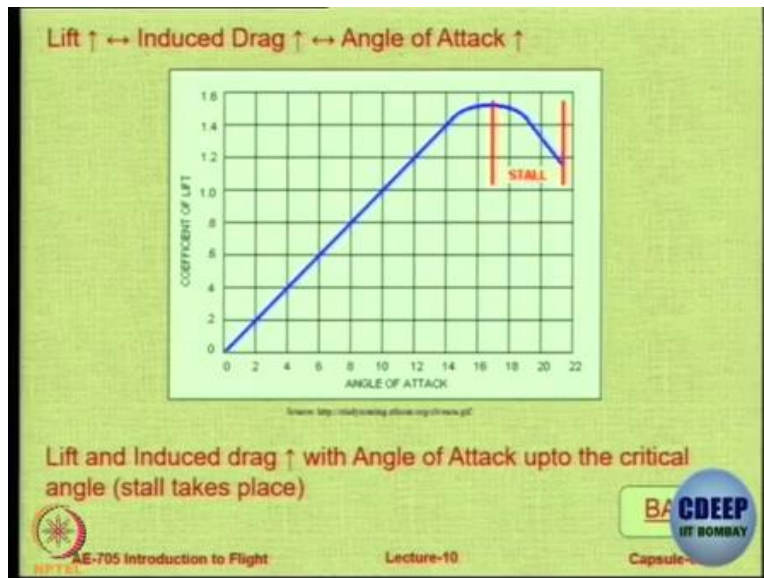 Lift ↑ ↔ Induced Drag ↑ ↔ Angle of Attack ↑
1.6
1.4
1.2
1.0
.8
.6
.4
.2
0
COEFFICIENT OF LIFT
STALL
0 2 4 6 8 10 12 14 16 18 20 22
ANGLE OF ATTACK
Lift and Induced drag ↑ with Angle of Attack upto the critical
angle (stall takes place)
CDEEP
IIT BOMBAY
NPTEL
AE-705 Introduction to Flight
Lecture-10